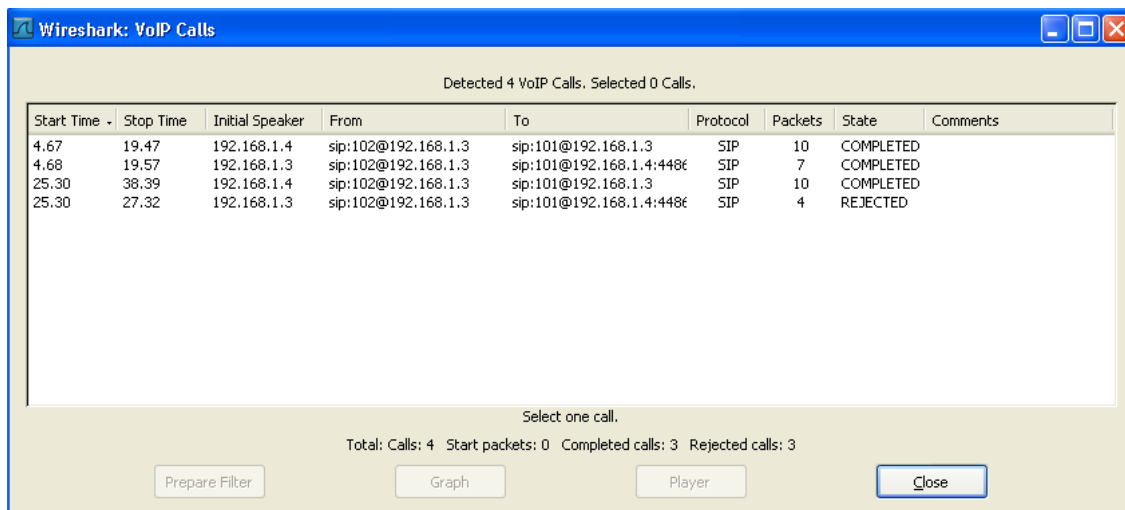 Wireshark: VoIP Calls
Detected 4 VoIP Calls. Selected 0 Calls.
Start Time Stop Time Initial Speaker From To Protocol Packets State Comments
4.67 19.47 192.168.1.4 sip:102@192.168.1.3 sip:101@192.168.1.3 SIP 10 COMPLETED
4.68 19.57 192.168.1.3 sip:102@192.168.1.3 sip:101@192.168.1.4:4486 SIP 7 COMPLETED
25.30 38.39 192.168.1.4 sip:102@192.168.1.3 sip:101@192.168.1.3 SIP 10 COMPLETED
25.30 27.32 192.168.1.3 sip:102@192.168.1.3 sip:101@192.168.1.4:4486 SIP 4 REJECTED
Select one call.
Total: Calls: 4 Start packets: 0 Completed calls: 3 Rejected calls: 3
Prepare Filter Graph Player Close